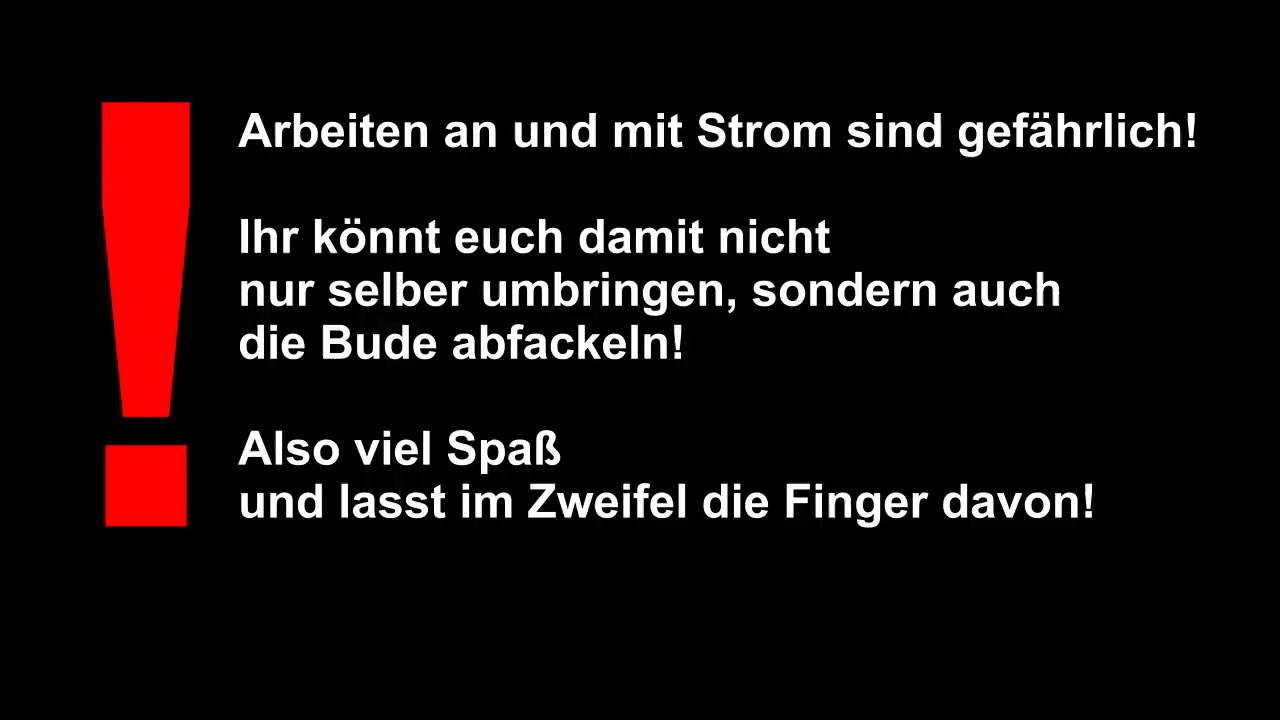 Arbeiten an und mit Strom sind gefährlich!
Ihr könnt euch damit nicht
nur selber umbringen, sondern auch
die Bude abfackeln!
Also viel Spaß
und lasst im Zweifel die Finger davon!